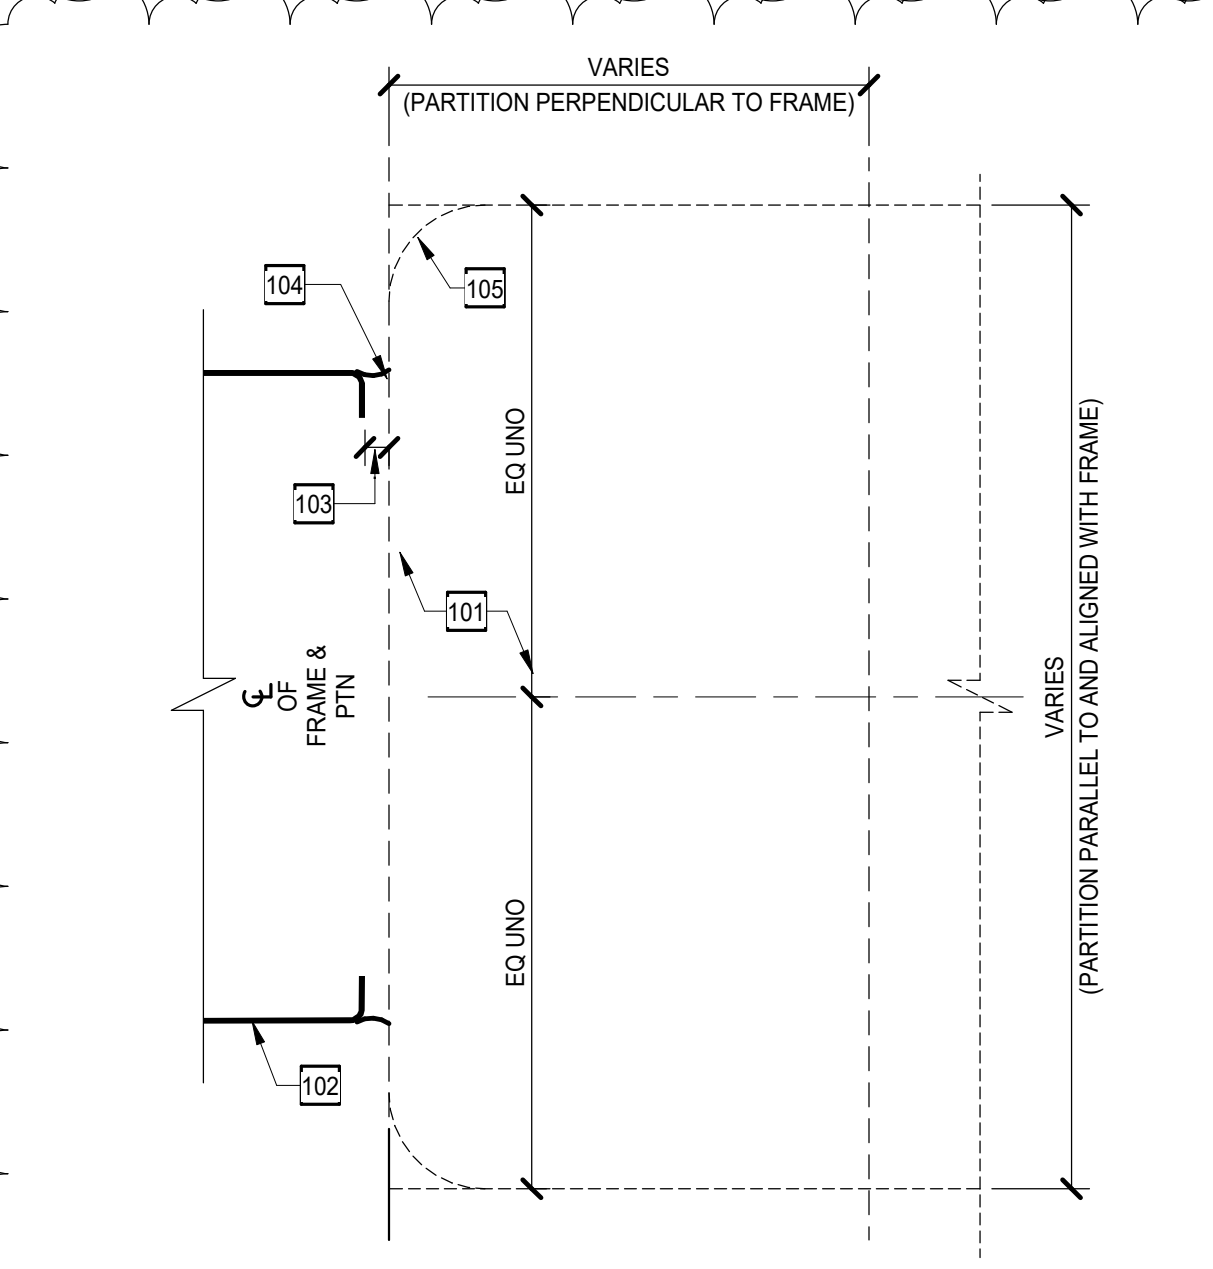 VARIES
(PARTITION PERPENDICULAR TO FRAME)
104
105
EQ UNO
103
101
℄
OF
FRAME &
PTN
VARIES
(PARTITION PARALLEL TO AND ALIGNED WITH FRAME)
EQ UNO
102